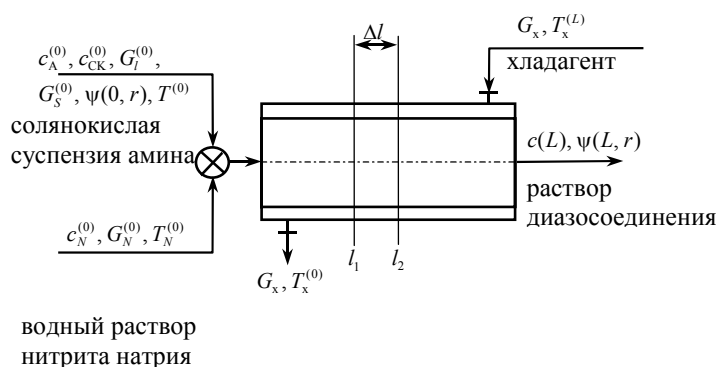 c_A^(0), c_СК^(0), G_l^(0),
G_S^(0), ψ(0, r), T^(0)
солянокислая
суспензия амина
Δl
G_x, T_x^(L)
хладагент
c(L), ψ(L, r)
раствор
диазосоединения
c_N^(0), G_N^(0), T_N^(0)
l_1
l_2
G_x, T_x^(0)
водный раствор
нитрита натрия